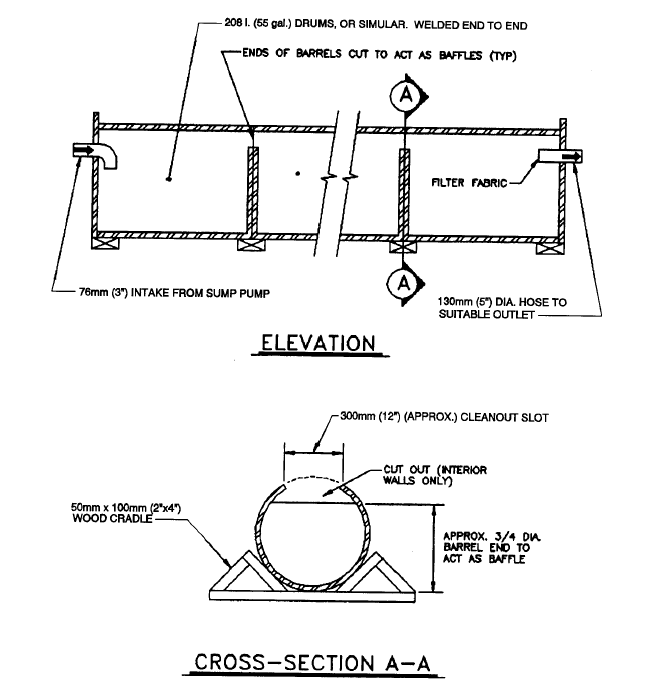 208 l. (55 gal.) DRUMS, OR SIMULAR. WELDED END TO END
ENDS OF BARRELS CUT TO ACT AS BAFFLES (TYP)
A
FILTER FABRIC
A
76mm (3") INTAKE FROM SUMP PUMP
130mm (5") DIA. HOSE TO
SUITABLE OUTLET
ELEVATION
300mm (12") (APPROX.) CLEANOUT SLOT
CUT OUT (INTERIOR
WALLS ONLY)
50mm x 100mm (2"x4")
WOOD CRADLE
APPROX. 3/4 DIA.
BARREL END TO
ACT AS BAFFLE
CROSS-SECTION A-A